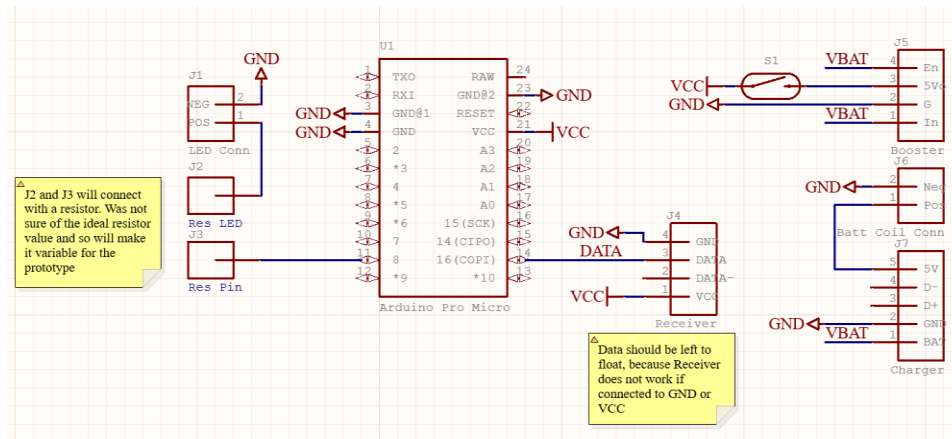 J1
GND
NEG
2
POS
1
LED Conn
J2
Res LED
J3
Res Pin
J2 and J3 will connect
with a resistor. Was not
sure of the ideal resistor
value and so will make
it variable for the
prototype
U1
1 TXO RAW 24
2 RXI GND@2 23 GND
GND 3 GND@1 RESET 22
GND 4 GND VCC 21 VCC
5 2 A3 20
6 *3 A2 19
7 4 A1 18
8 *5 A0 17
9 *6 15(SCK) 16
10 7 14(CIPO) 15
11 8 16(COPI) 14
12 *9 *10 13
Arduino Pro Micro
J4
GND 4 GND
DATA 3 DATA
2 DATA-
VCC 1 VCC
Receiver
Data should be left to
float, because Receiver
does not work if
connected to GND or
VCC
S1
J5
VBAT 4 En
VCC 3
GND 2 G
VBAT 1 In
Booster
J6
GND 2 Neg
1 Pos
Batt Coil Conn
J7
5 5V
4 D-
3 D+
GND 2 GND
VBAT 1 BAT
Charger